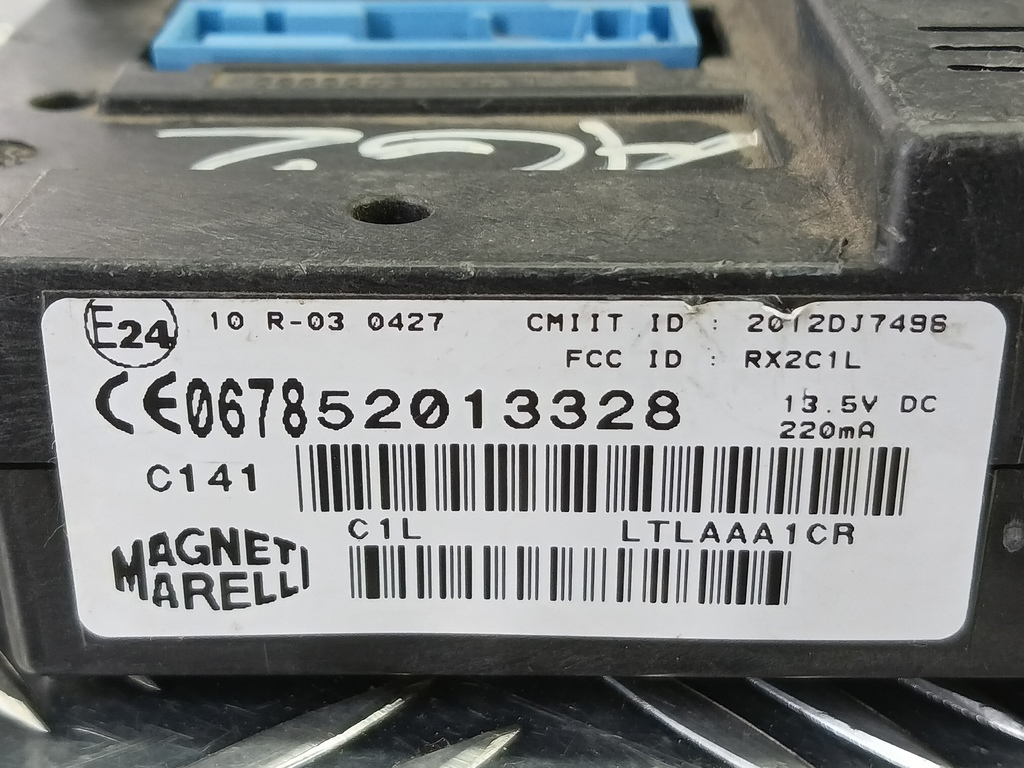 E24
10 R-03 0427
CMIIT ID : 2012DJ7496
FCC ID : RX2C1L
CE0678
52013328
13.5V DC
220mA
C141
C1L
LTLAAA1CR
MAGNETI
MARELLI